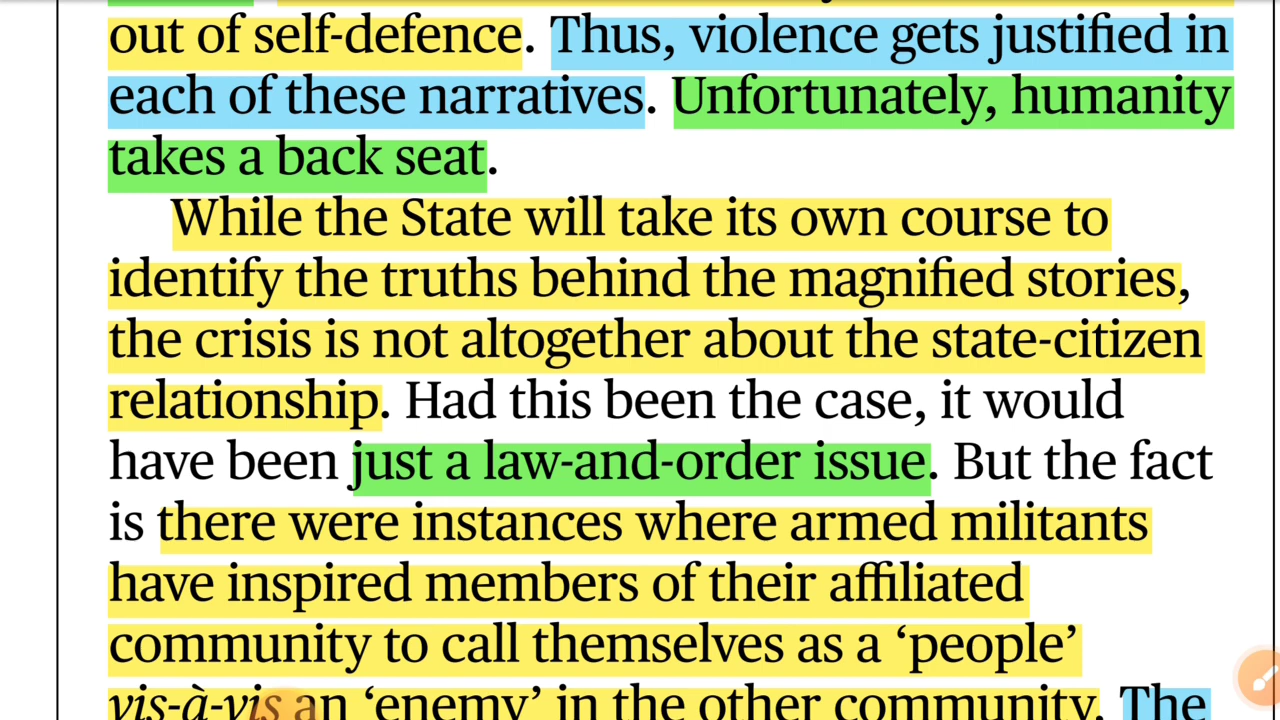 out of self-defence. Thus, violence gets justified in
each of these narratives. Unfortunately, humanity
takes a back seat.
While the State will take its own course to
identify the truths behind the magnified stories,
the crisis is not altogether about the state-citizen
relationship. Had this been the case, it would
have been just a law-and-order issue. But the fact
is there were instances where armed militants
have inspired members of their affiliated
community to call themselves as a ‘people’
vis-à-vis an ‘enemy’ in the other community. The